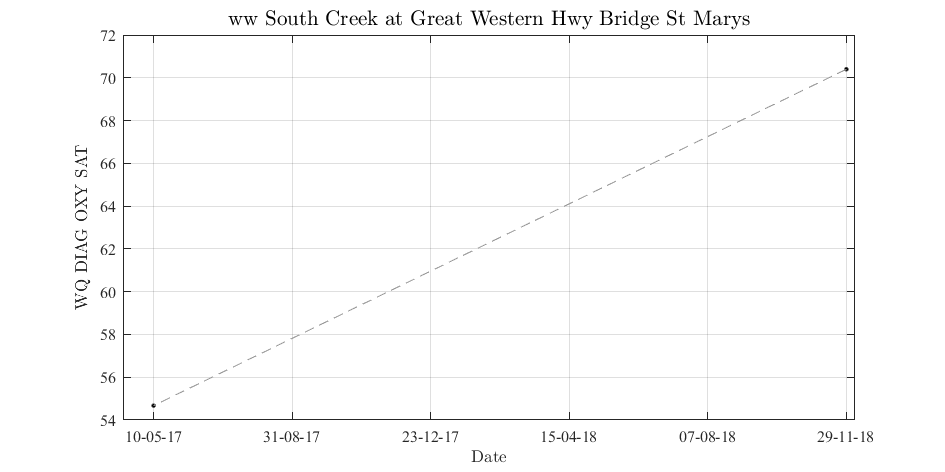 ww South Creek at Great Western Hwy Bridge St Marys
72
70
68
66
64
62
60
58
56
54
WQ DIAG OXY SAT
10-05-17 31-08-17 23-12-17 15-04-18 07-08-18 29-11-18
Date